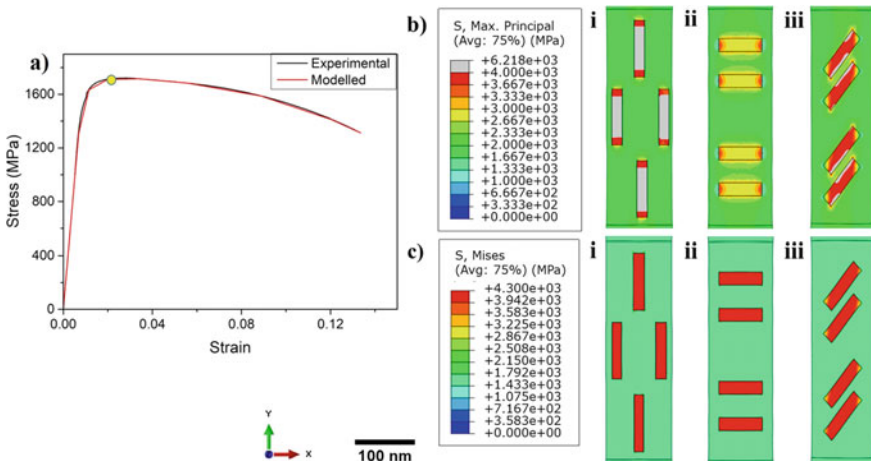 a)
Experimental
Modelled
Stress (MPa)
1600
1200
800
400
0
0.00
0.04
0.08
0.12
Strain
Y
X
100 nm
b)
S, Max. Principal
(Avg: 75%) (MPa)
+6.218e+03
+4.000e+03
+3.667e+03
+3.333e+03
+3.000e+03
+2.667e+03
+2.333e+03
+2.000e+03
+1.667e+03
+1.333e+03
+1.000e+03
+6.667e+02
+3.333e+02
+0.000e+00
i
ii
iii
c)
S, Mises
(Avg: 75%) (MPa)
+4.300e+03
+3.942e+03
+3.583e+03
+3.225e+03
+2.867e+03
+2.508e+03
+2.150e+03
+1.792e+03
+1.433e+03
+1.075e+03
+7.167e+02
+3.583e+02
+0.000e+00
i
ii
iii